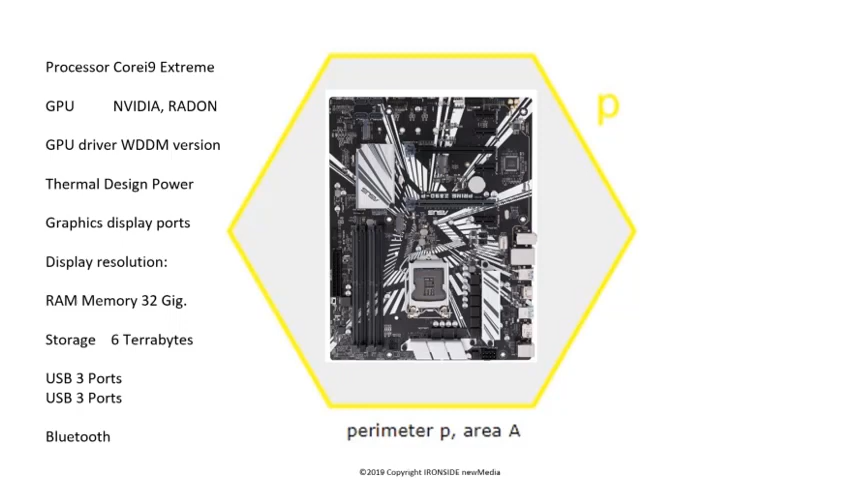 Processor Corei9 Extreme
GPU NVIDIA, RADON
GPU driver WDDM version
Thermal Design Power
Graphics display ports
Display resolution:
RAM Memory 32 Gig.
Storage 6 Terrabytes
USB 3 Ports
USB 3 Ports
Bluetooth
p
perimeter p, area A
©2019 Copyright IRONSIDE newMedia